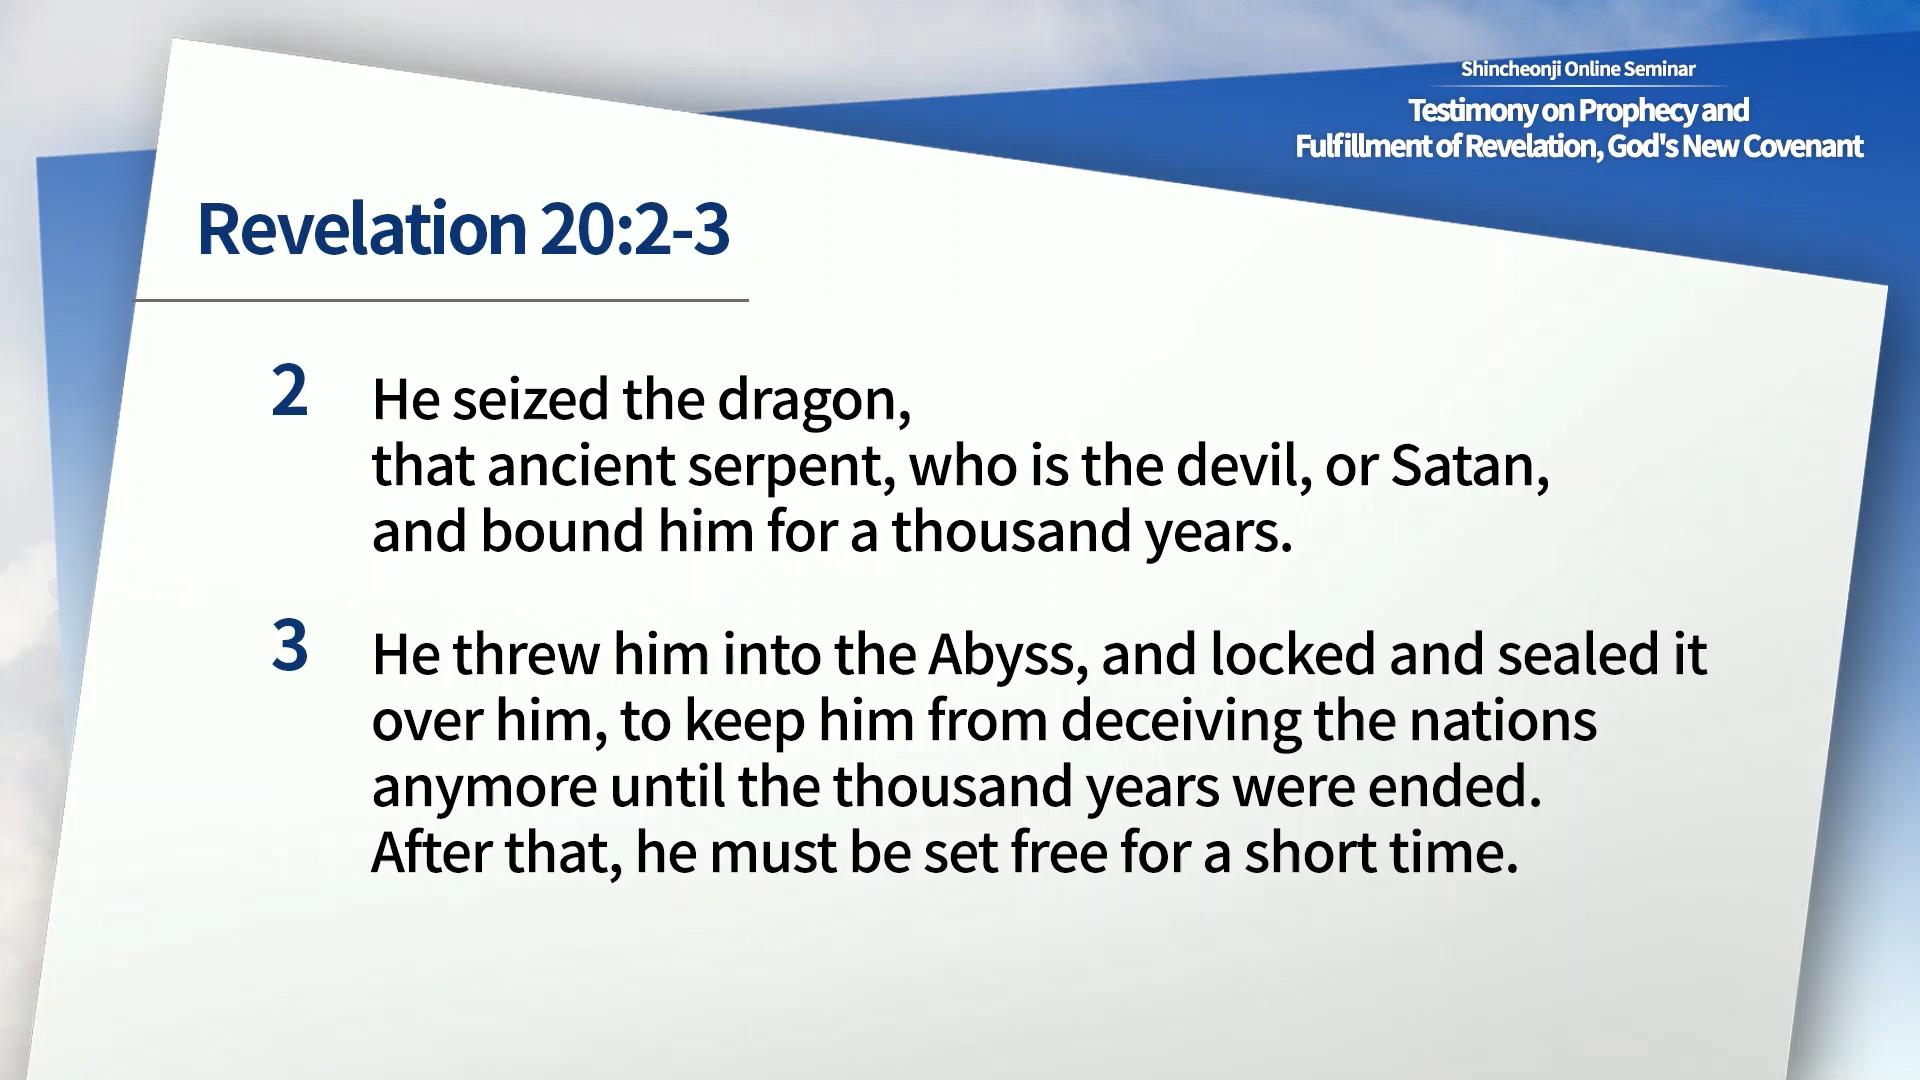 Shincheonji Online Seminar
Testimony on Prophecy and
Fulfillment of Revelation, God's New Covenant
Revelation 20:2-3
2 He seized the dragon,
that ancient serpent, who is the devil, or Satan,
and bound him for a thousand years.
3 He threw him into the Abyss, and locked and sealed it
over him, to keep him from deceiving the nations
anymore until the thousand years were ended.
After that, he must be set free for a short time.